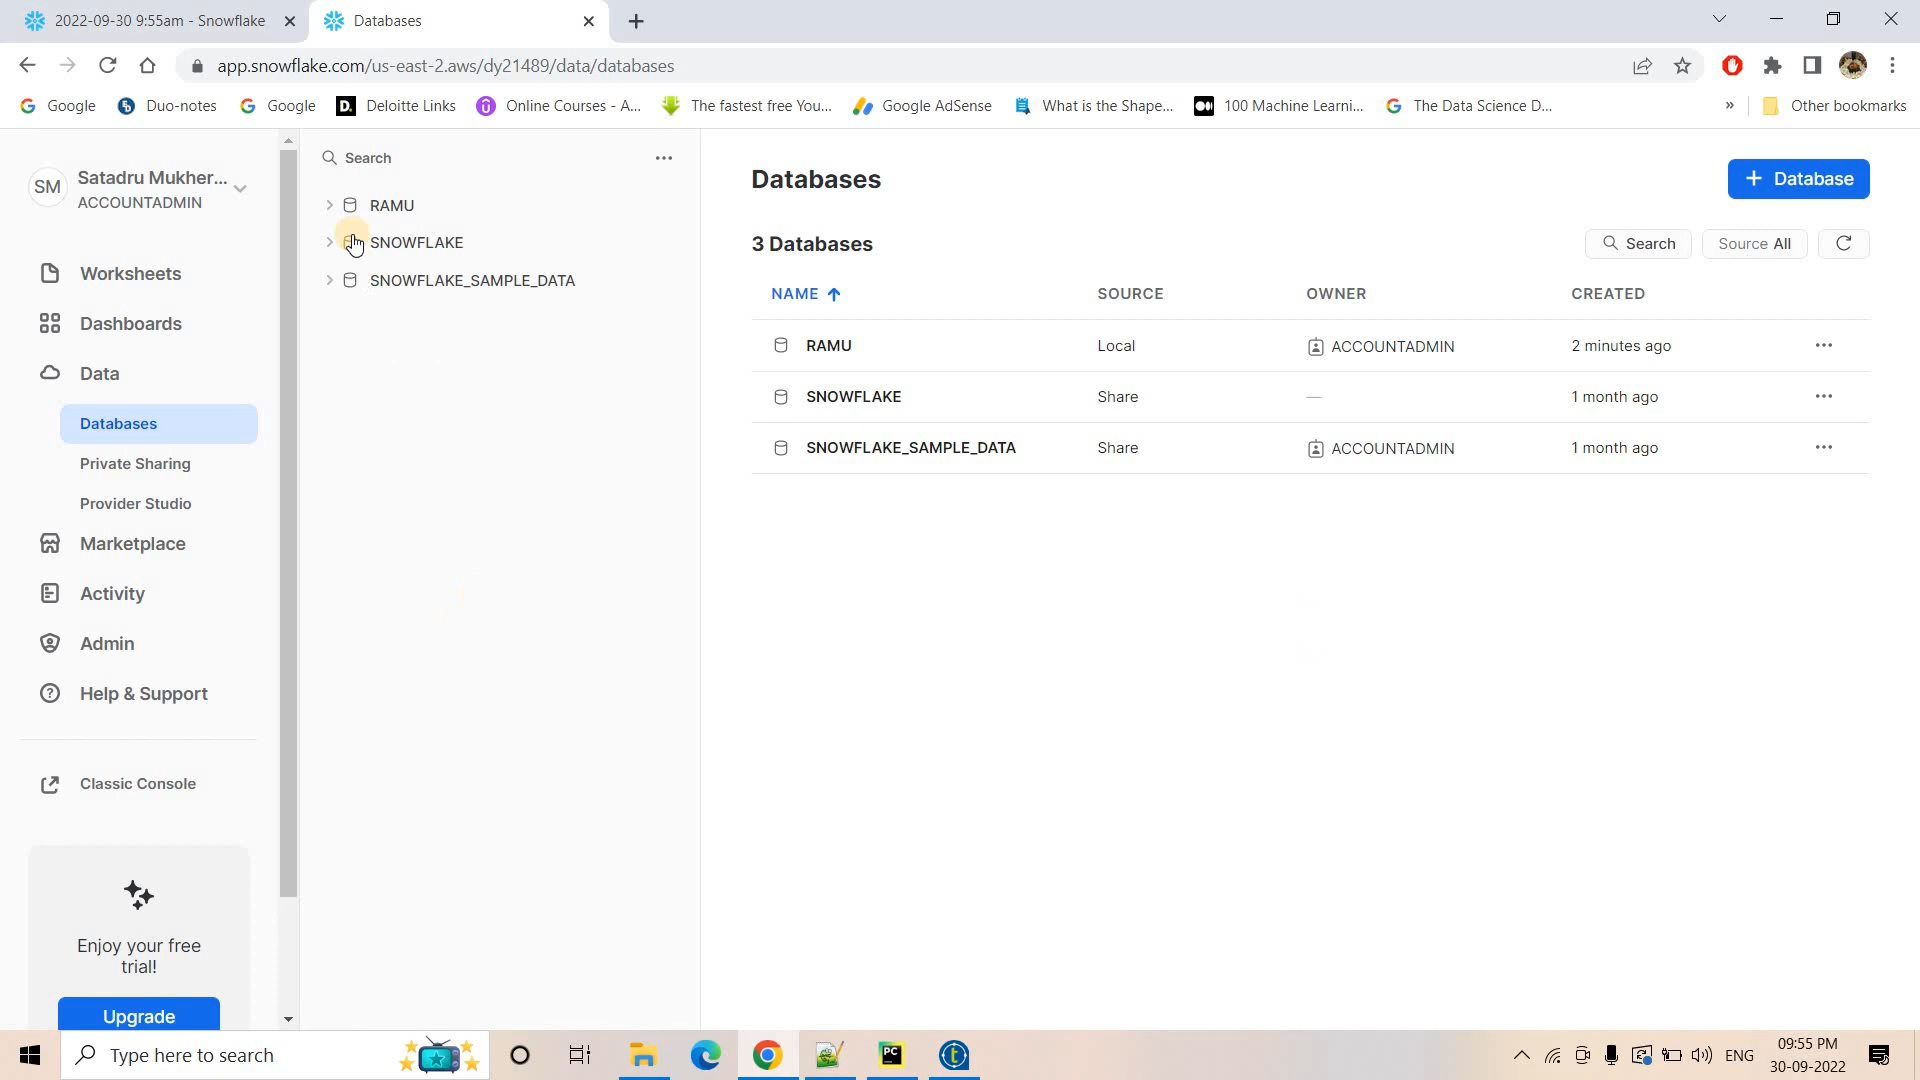 2022-09-30 9:55am - Snowflake
Databases
app.snowflake.com/us-east-2.aws/dy21489/data/databases
Google
Duo-notes
Google
D.
Deloitte Links
Online Courses - A...
The fastest free You...
Google AdSense
What is the Shape...
100 Machine Learni...
The Data Science D...
»
Other bookmarks
SM
Satadru Mukher...
ACCOUNTADMIN
Worksheets
Dashboards
Data
Databases
Private Sharing
Provider Studio
Marketplace
Activity
Admin
Help & Support
Classic Console
Enjoy your free
trial!
Upgrade
Search
RAMU
SNOWFLAKE
SNOWFLAKE_SAMPLE_DATA
Databases
+ Database
3 Databases
Search
Source All
NAME SOURCE OWNER CREATED
RAMU Local ACCOUNTADMIN 2 minutes ago
SNOWFLAKE Share — 1 month ago
SNOWFLAKE_SAMPLE_DATA Share ACCOUNTADMIN 1 month ago
Type here to search
PC
ENG
09:55 PM
30-09-2022